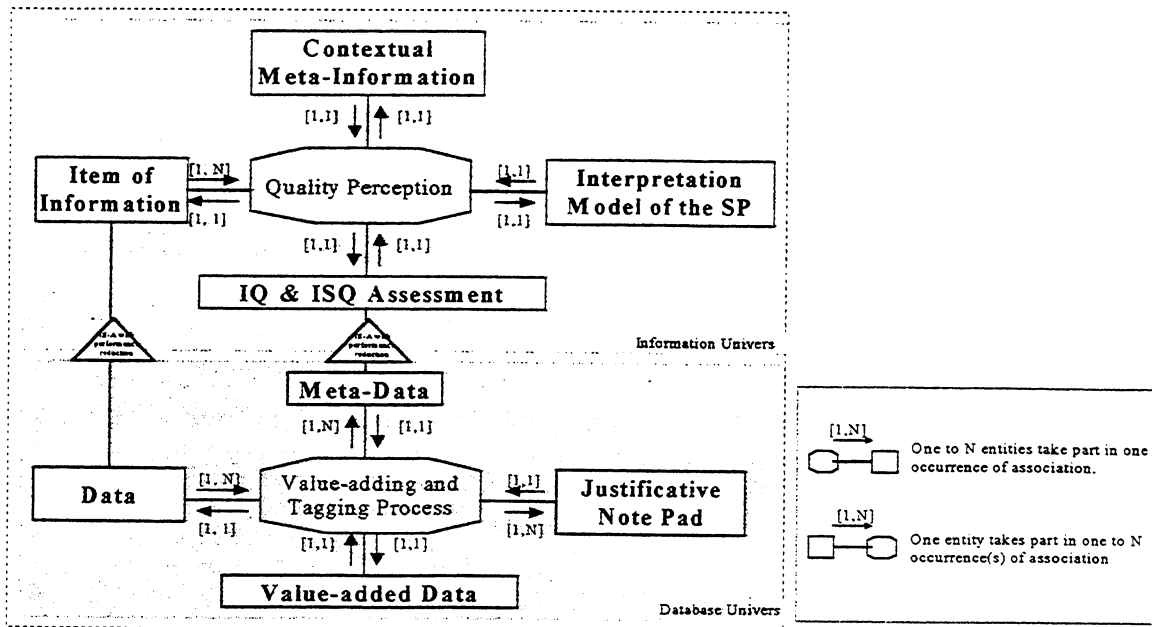 Contextual
Meta-Information
[1,1] [1,1]
Item of
Information
[1, N]
[1, 1]
Quality Perception
[1,1]
[1,1]
Interpretation
Model of the SP
[1,1] [1,1]
IQ & ISQ Assessment
Information Univers
Meta-Data
[1,N] [1,1]
Data
[1, N]
[1, 1]
Value-adding and
Tagging Process
[1,1]
[1,N]
Justificative
Note Pad
[1,1] [1,1]
Value-added Data
Database Univers
[1,N]
One to N entities take part in one
occurrence of association.
[1,N]
One entity takes part in one to N
occurrence(s) of association